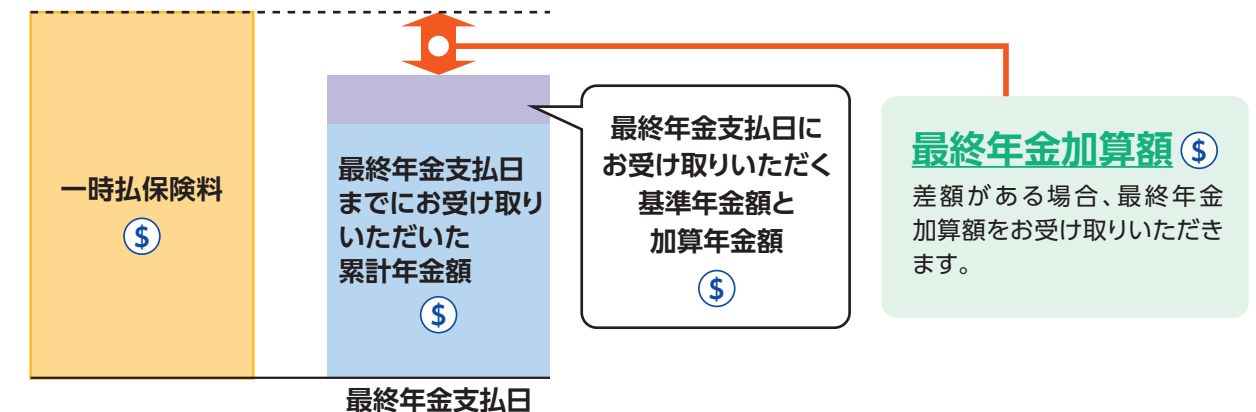 一時払保険料
$
最終年金支払日
までにお受け取り
いただいた
累計年金額
$
最終年金支払日
最終年金支払日に
お受け取りいただく
基準年金額と
加算年金額
$
最終年金加算額 $
差額がある場合、最終年金
加算額をお受け取りいただき
ます。